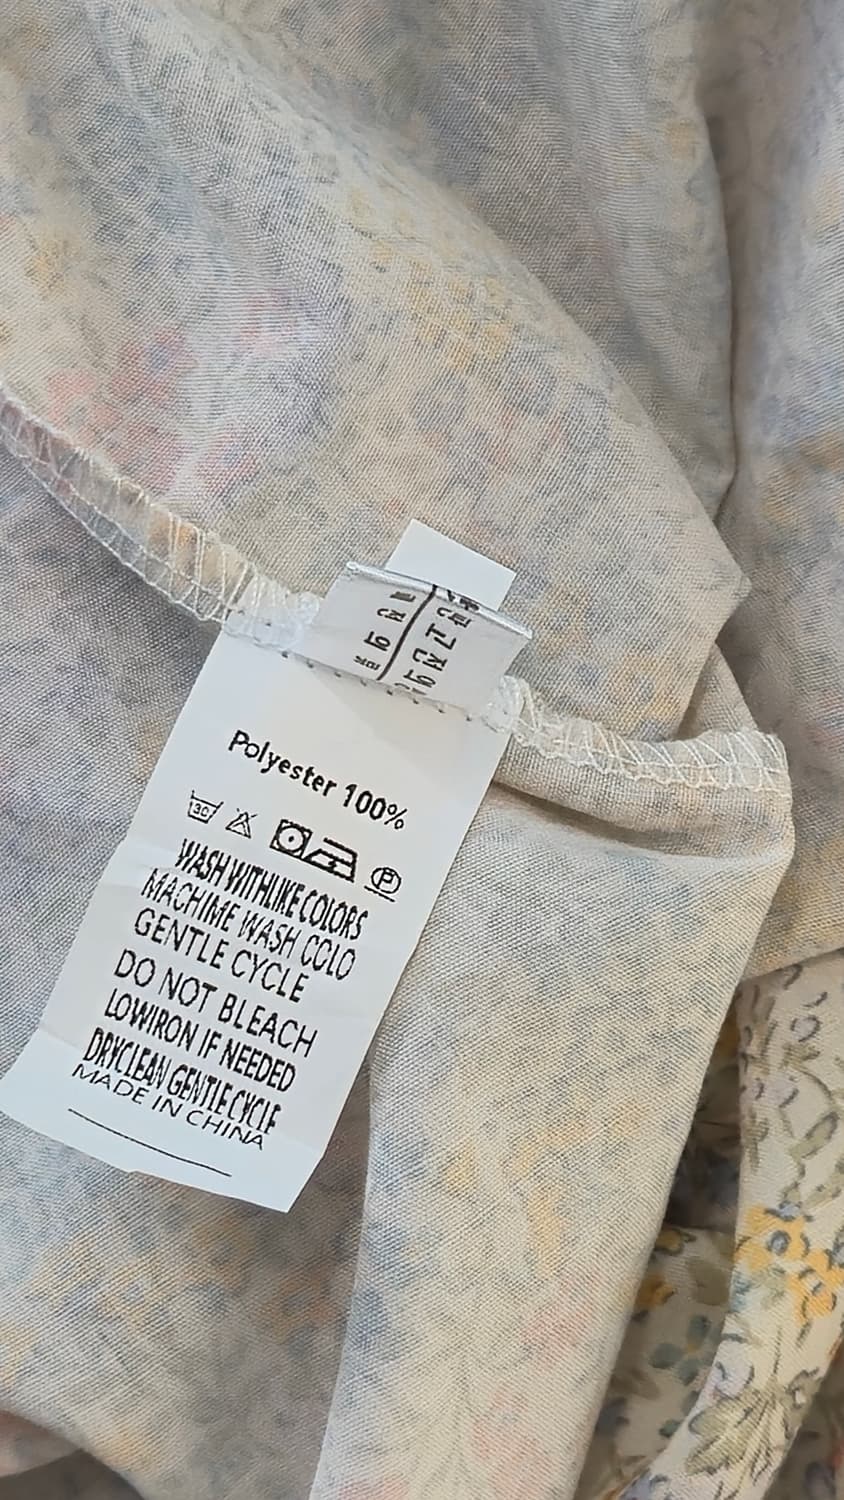 Polyester 100%
30 P
WASH WITHLIKE COLORS
MACHIME WASH COLO
GENTLE CYCLE
DO NOT BLEACH
LOWIRON IF NEEDED
DRYCLEAN GENTLE CYCLE
MADE IN CHINA